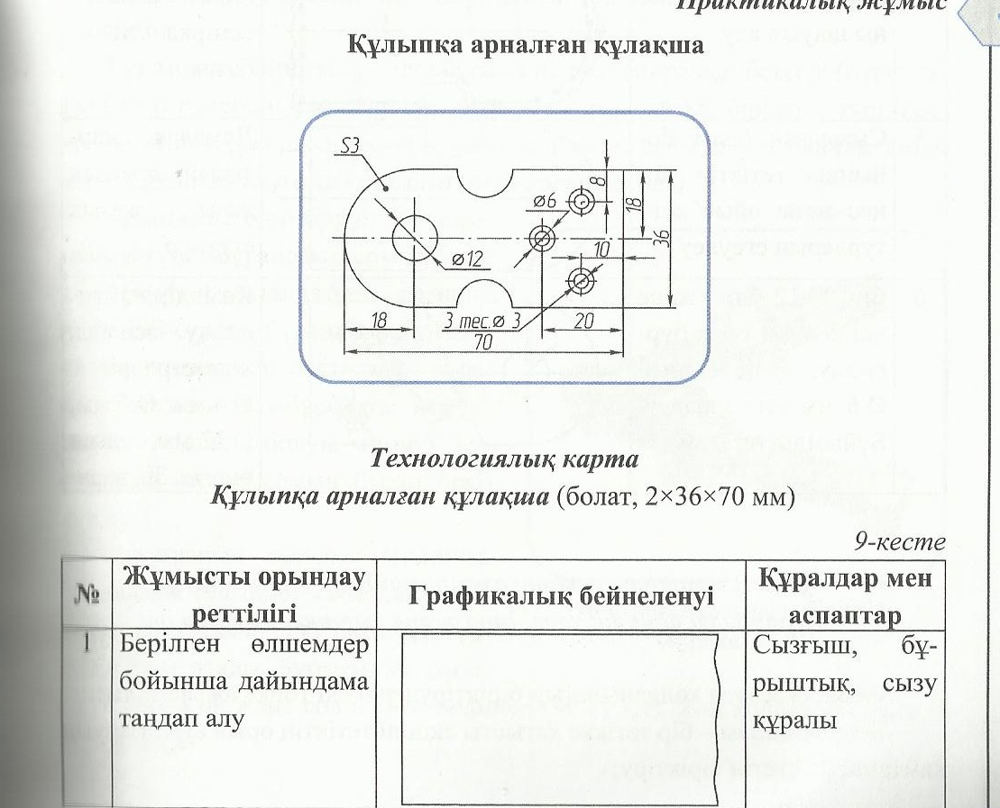 Практикалық жұмыс
Құлыпқа арналған құлақша
S3
8
18
36
ø6
10
ø12
18
3 тес.ø 3
20
70
Технологиялық карта
Құлыпқа арналған құлақша (болат, 2×36×70 мм)
9-кесте
№
Жұмысты орындау
реттілігі
Графикалық бейнеленуі
Құралдар мен
аспаптар
1
Берілген өлшемдер
бойынша дайындама
таңдап алу
Сызғыш, бұ-
рыштық, сызу
құралы